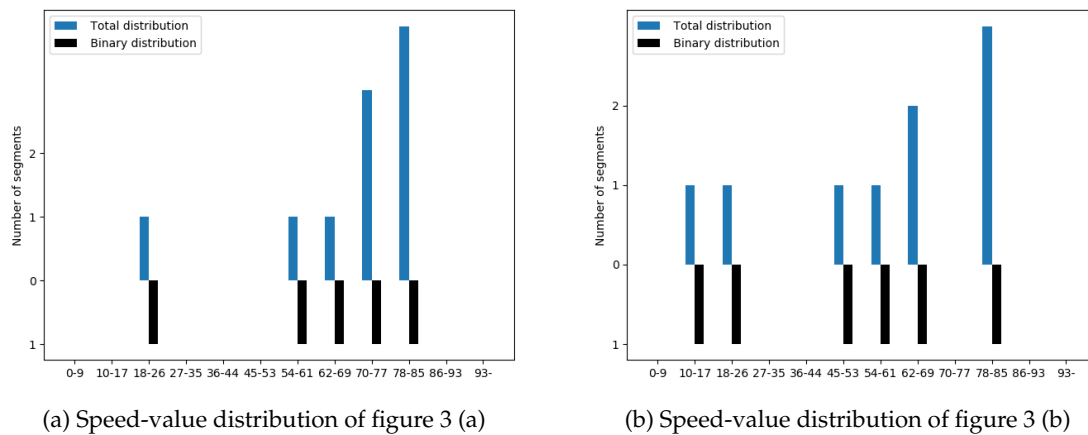 Total distribution
Binary distribution
Number of segments
2
1
0
1
0-9 10-17 18-26 27-35 36-44 45-53 54-61 62-69 70-77 78-85 86-93 93-
(a) Speed-value distribution of figure 3 (a)
Total distribution
Binary distribution
Number of segments
2
1
0
1
0-9 10-17 18-26 27-35 36-44 45-53 54-61 62-69 70-77 78-85 86-93 93-
(b) Speed-value distribution of figure 3 (b)